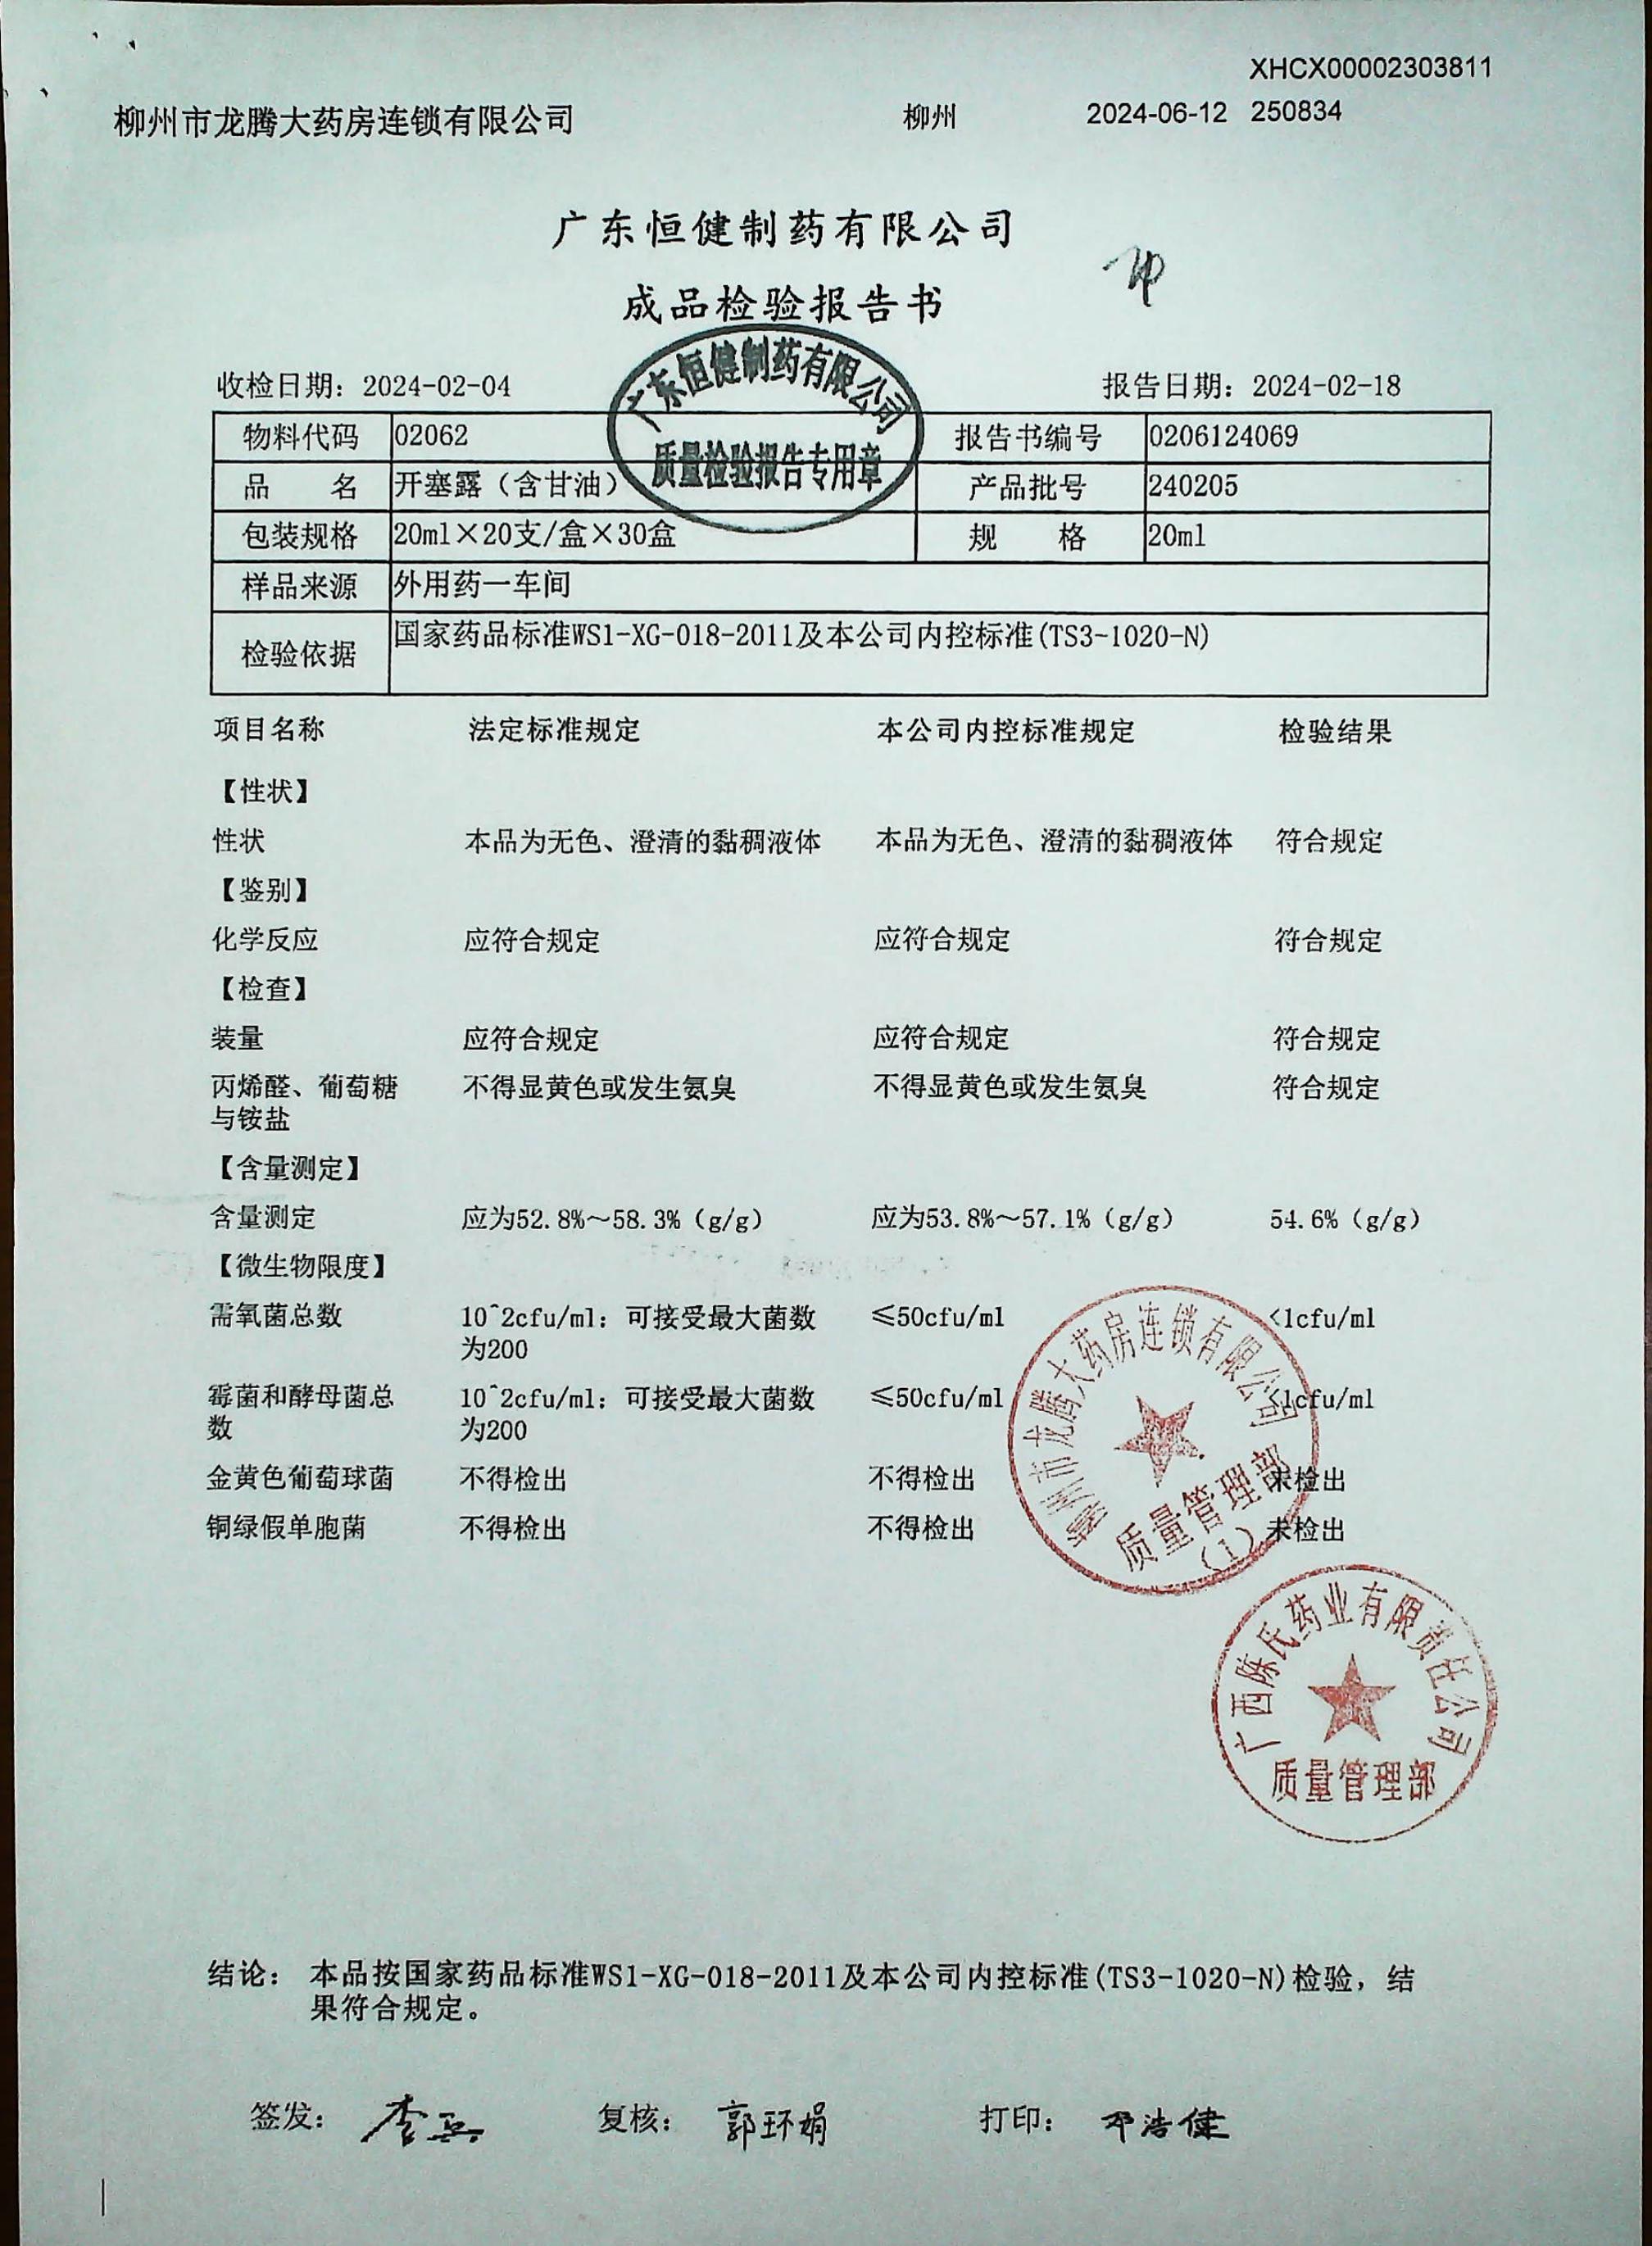 XHCX00002303811
柳州市龙腾大药房连锁有限公司 柳州 2024-06-12 250834
广东恒健制药有限公司
成品检验报告书
广东恒健制药有限公司
质量检验报告专用章
收检日期：2024-02-04 报告日期：2024-02-18
物料代码 02062 报告书编号 0206124069
品 名 开塞露（含甘油） 产品批号 240205
包装规格 20ml×20支/盒×30盒 规 格 20ml
样品来源 外用药一车间
检验依据 国家药品标准WS1-XG-018-2011及本公司内控标准(TS3-1020-N)
项目名称 法定标准规定 本公司内控标准规定 检验结果
【性状】
性状 本品为无色、澄清的黏稠液体 本品为无色、澄清的黏稠液体 符合规定
【鉴别】
化学反应 应符合规定 应符合规定 符合规定
【检查】
装量 应符合规定 应符合规定 符合规定
丙烯醛、葡萄糖 不得显黄色或发生氨臭 不得显黄色或发生氨臭 符合规定
与铵盐
【含量测定】
含量测定 应为52.8%～58.3%（g/g） 应为53.8%～57.1%（g/g） 54.6%（g/g）
【微生物限度】
需氧菌总数 10^2cfu/ml：可接受最大菌数 ≤50cfu/ml <1cfu/ml
为200
霉菌和酵母菌总 10^2cfu/ml：可接受最大菌数 ≤50cfu/ml <1cfu/ml
数 为200
金黄色葡萄球菌 不得检出 不得检出 未检出
铜绿假单胞菌 不得检出 不得检出 未检出
柳州市龙腾大药房连锁有限公司
质量管理部
（1）
广西陈氏药业有限责任公司
质量管理部
结论： 本品按国家药品标准WS1-XG-018-2011及本公司内控标准(TS3-1020-N)检验，结
果符合规定。
签发： 复核：郭环娟 打印：邓浩健